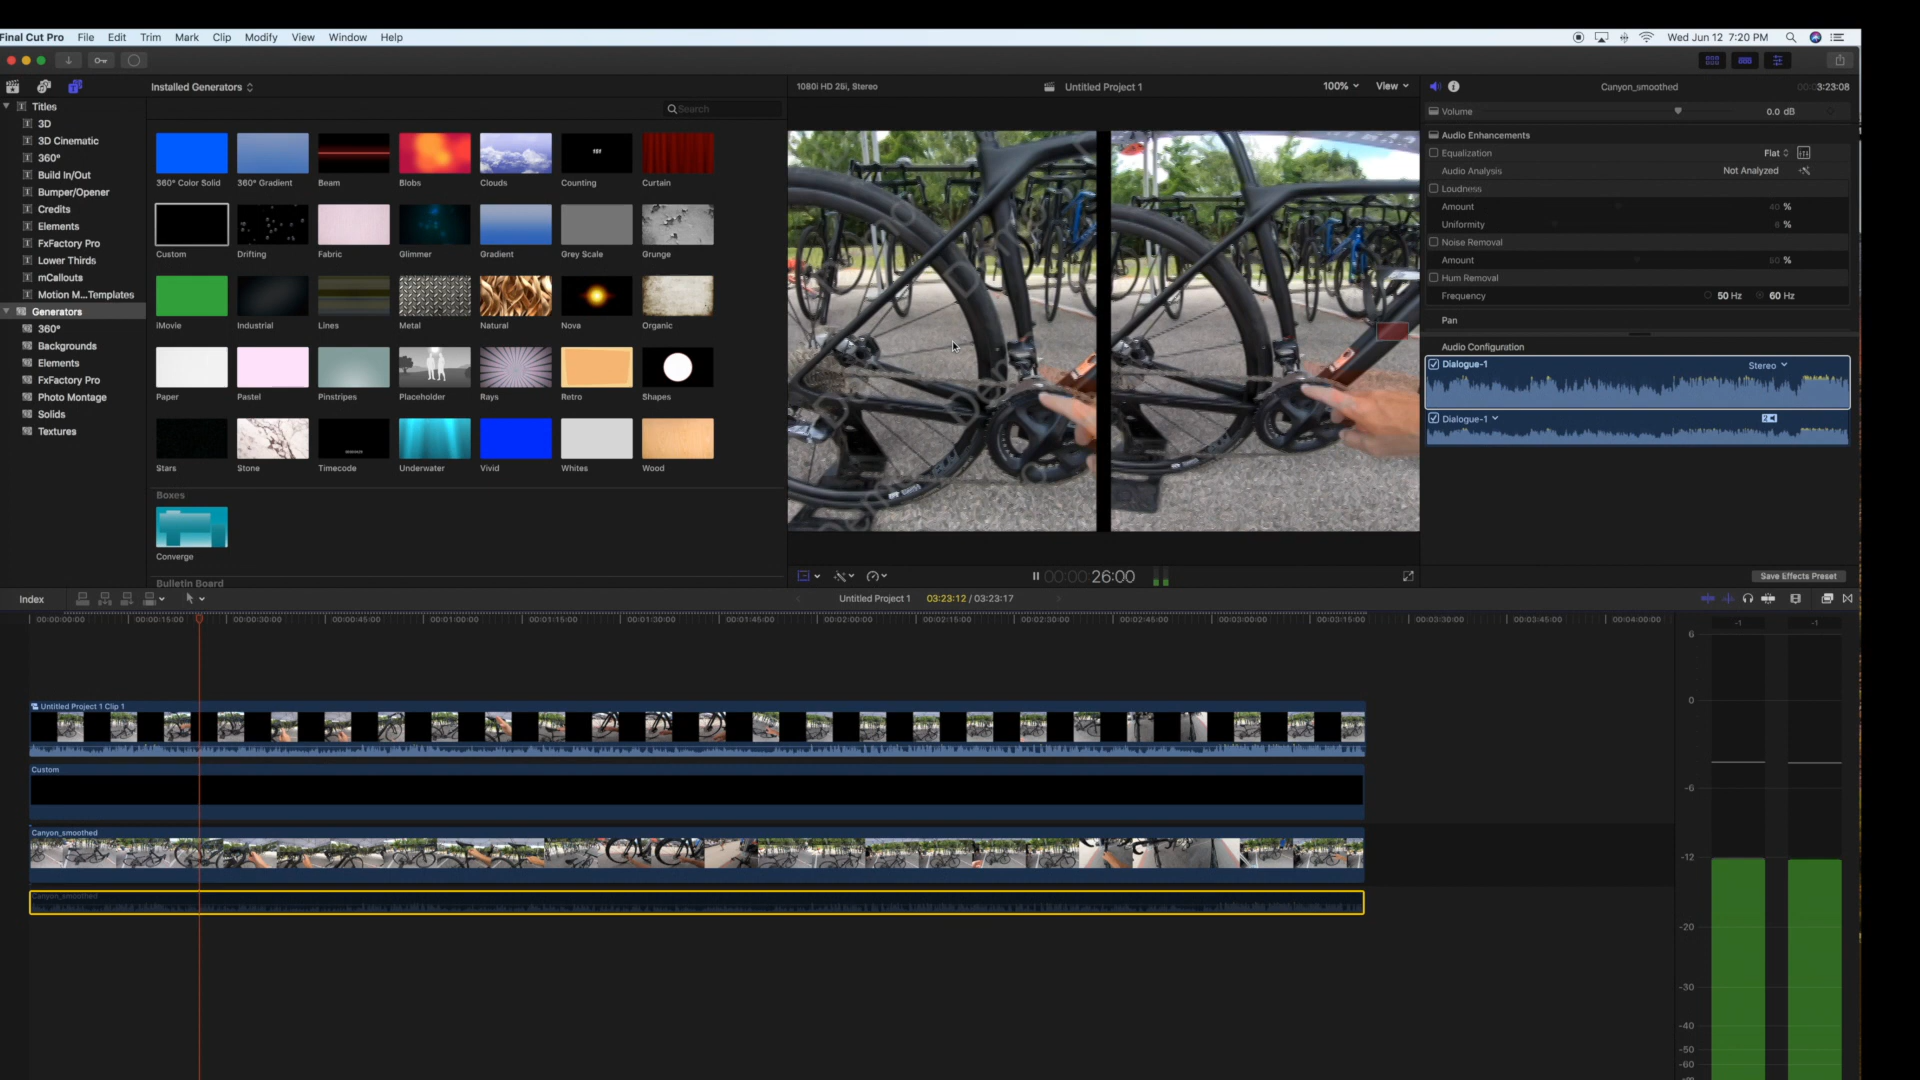 Final Cut Pro File Edit Trim Mark Clip Modify View Window Help
Wed Jun 12 7:20 PM
Installed Generators
1080i HD 25i, Stereo
Untitled Project 1
100%
View
Canyon_smoothed
3:23:08
Titles
3D
3D Cinematic
360°
Build In/Out
Bumper/Opener
Credits
Elements
FxFactory Pro
Lower Thirds
mCallouts
Motion M...Templates
Generators
360°
Backgrounds
Elements
FxFactory Pro
Photo Montage
Solids
Textures
Search
360° Color Solid 360° Gradient Beam Blobs Clouds Counting Curtain
Custom Drifting Fabric Glimmer Gradient Grey Scale Grunge
iMovie Industrial Lines Metal Natural Nova Organic
Paper Pastel Pinstripes Placeholder Rays Retro Shapes
Stars Stone Timecode Underwater Vivid Whites Wood
Boxes
Converge
Bulletin Board
00:00:00:26:00
Volume 0.0 dB
Audio Enhancements
Equalization Flat
Audio Analysis Not Analyzed
Loudness
Amount 40 %
Uniformity %
Noise Removal
Amount 50 %
Hum Removal
Frequency 50 Hz 60 Hz
Pan
Audio Configuration
Dialogue-1 Stereo
Dialogue-1
Save Effects Preset
Index
Untitled Project 1 03:23:12 / 03:23:17
00:00:00:00 00:00:15:00 00:00:30:00 00:00:45:00 00:01:00:00 00:01:15:00 00:01:30:00 00:01:45:00 00:02:00:00 00:02:15:00 00:02:30:00 00:02:45:00 00:03:00:00 00:03:15:00 00:03:30:00 00:03:45:00 00:04:00:00
Untitled Project 1 Clip 1
Custom
Canyon_smoothed
Canyon_smoothed
-1 -1
6
0
-6
-12
-20
-30
-40
-50
-60